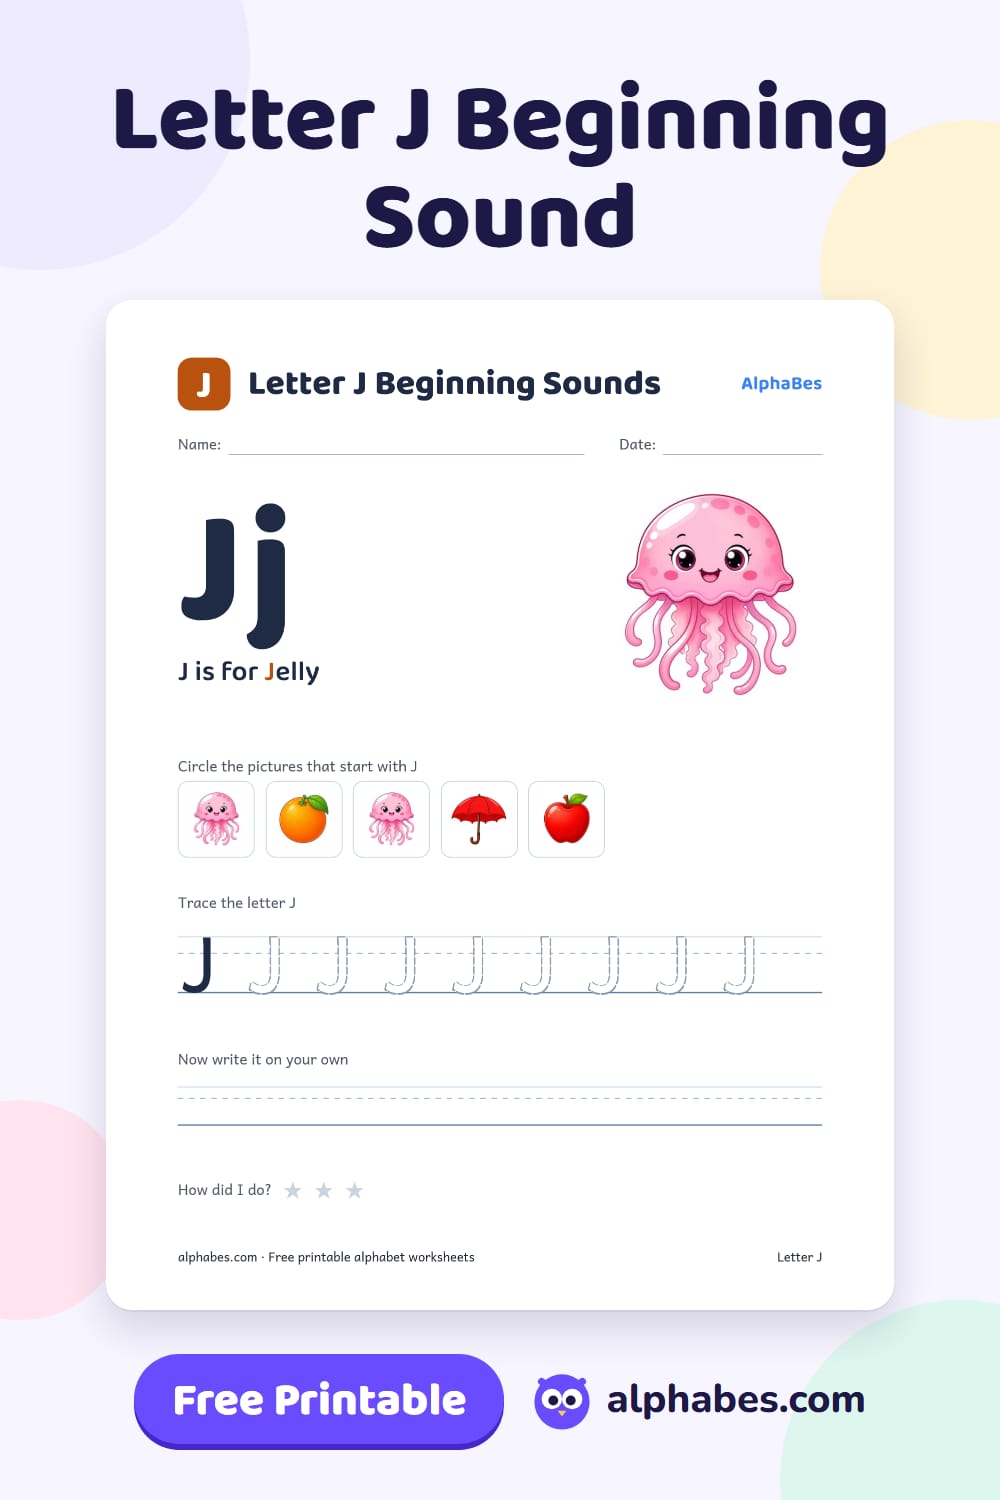 Letter J Beginning
Sound
J Letter J Beginning Sounds AlphaBes
Name: Date:
Jj
J is for Jelly
Circle the pictures that start with J
Trace the letter J
J J J J J J J J J
Now write it on your own
How did I do?
alphabes.com · Free printable alphabet worksheets Letter J
Free Printable alphabes.com